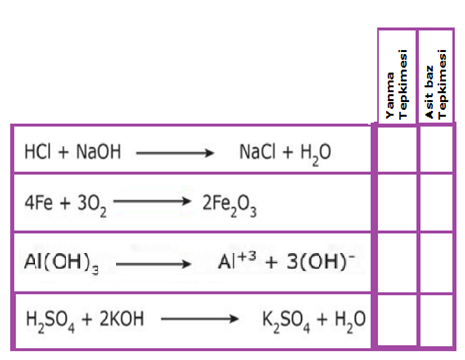 Yanma
Tepkimesi
Asit baz
Tepkimesi
HCl + NaOH ⟶ NaCl + H₂O
4Fe + 3O₂ ⟶ 2Fe₂O₃
Al(OH)₃ ⟶ Al⁺³ + 3(OH)⁻
H₂SO₄ + 2KOH ⟶ K₂SO₄ + H₂O